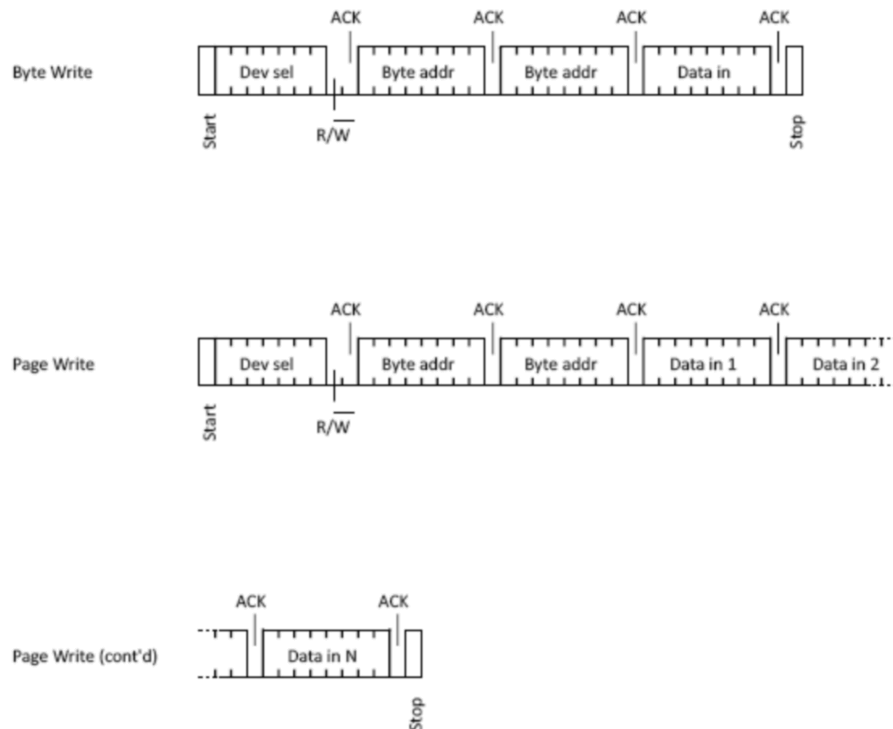 ACK ACK ACK ACK
Byte Write Dev sel Byte addr Byte addr Data in
Start R/W Stop
ACK ACK ACK ACK
Page Write Dev sel Byte addr Byte addr Data in 1 Data in 2
Start R/W
ACK ACK
Page Write (cont'd) Data in N
Stop